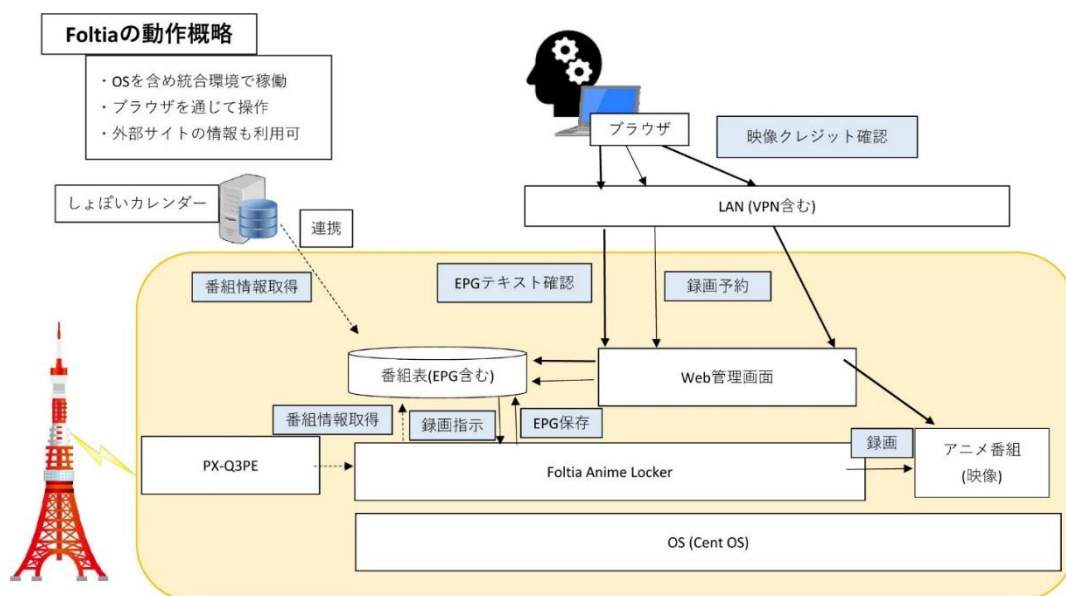 Foltiaの動作概略
・OSを含め統合環境で稼働
・ブラウザを通じて操作
・外部サイトの情報も利用可
ブラウザ
映像クレジット確認
しょぼいカレンダー
連携
LAN (VPN含む)
番組情報取得
EPGテキスト確認
録画予約
番組表(EPG含む)
Web管理画面
番組情報取得
録画指示
EPG保存
録画
アニメ番組
(映像)
PX-Q3PE
Foltia Anime Locker
OS (Cent OS)